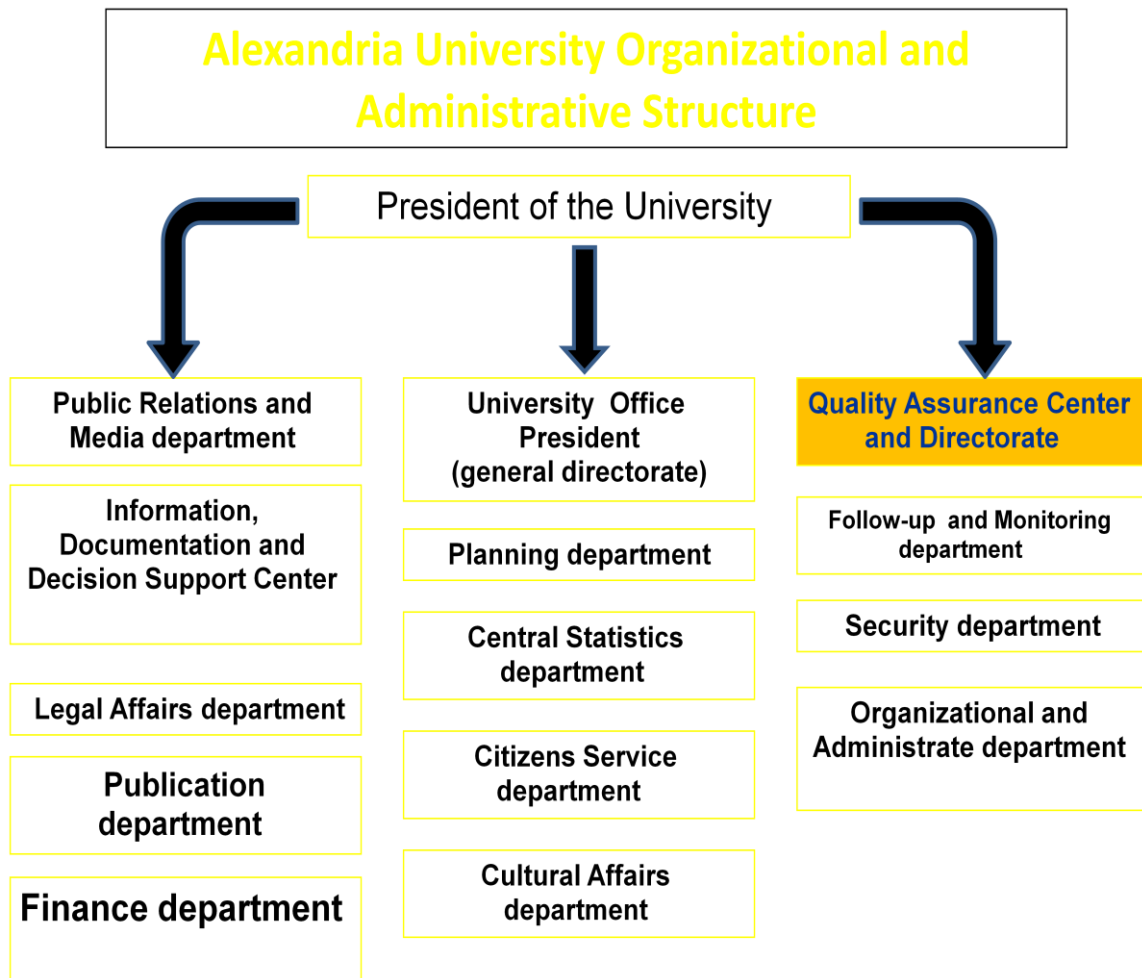 Alexandria University Organizational and
Administrative Structure
President of the University
Public Relations and
Media department
Information,
Documentation and
Decision Support Center
Legal Affairs department
Publication
department
Finance department
University Office
President
(general directorate)
Planning department
Central Statistics
department
Citizens Service
department
Cultural Affairs
department
Quality Assurance Center
and Directorate
Follow-up and Monitoring
department
Security department
Organizational and
Administrate department